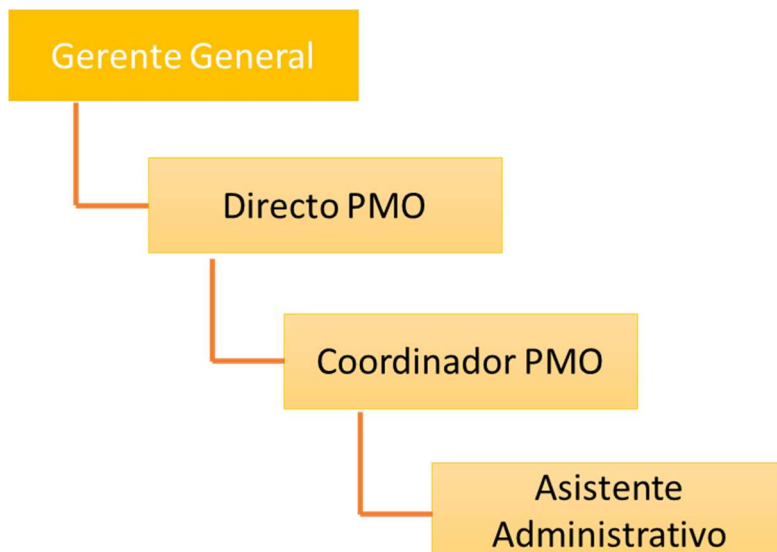 Gerente General
Directo PMO
Coordinador PMO
Asistente
Administrativo